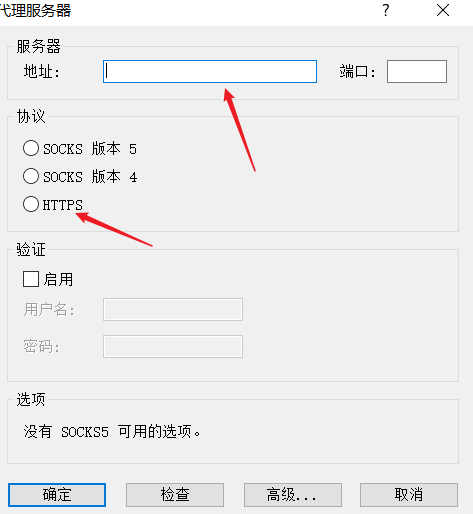 代理服务器 ?
服务器
地址： 端口：
协议
SOCKS 版本 5
SOCKS 版本 4
HTTPS
验证
启用
用户名：
密码：
选项
没有 SOCKS5 可用的选项。
确定 检查 高级... 取消